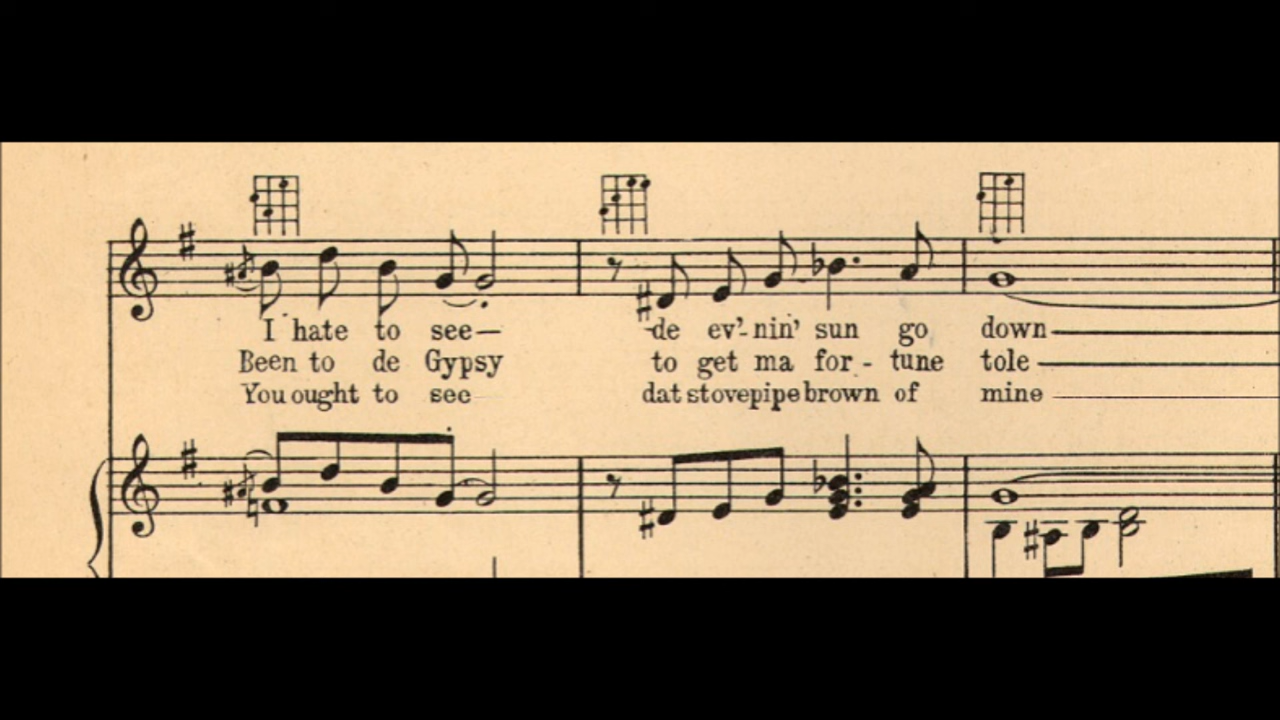 I hate to see— de ev'-nin' sun go down
Been to de Gypsy to get ma for - tune tole
You ought to see dat stovepipe brown of mine